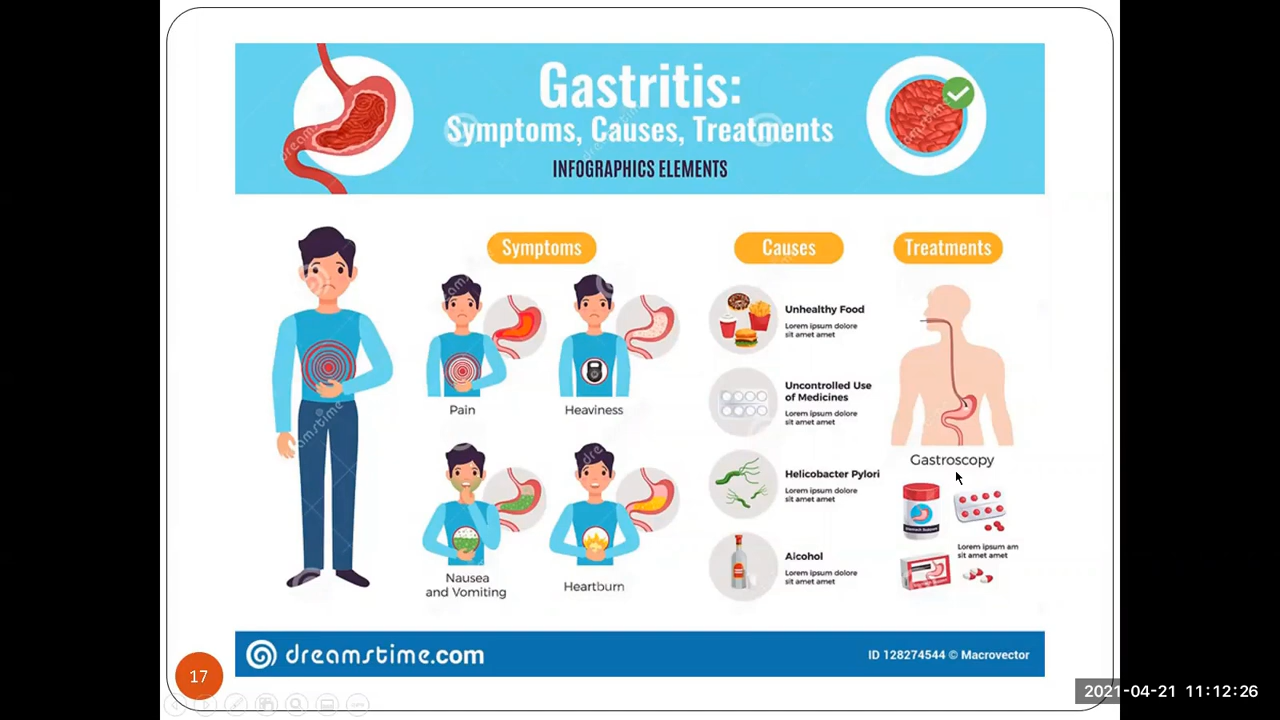 Gastritis:
Symptoms, Causes, Treatments
INFOGRAPHICS ELEMENTS
Symptoms
Pain
Heaviness
Nausea
and Vomiting
Heartburn
Causes
Unhealthy Food
Lorem ipsum dolore
sit amet amet
Uncontrolled Use
of Medicines
Lorem ipsum dolore
sit amet amet
Helicobacter Pylori
Lorem ipsum dolore
sit amet amet
Aicohol
Lorem ipsum dolore
sit amet amet
Treatments
Gastroscopy
Lorem ipsum am
sit amet amet
dreamstime.com
ID 128274544 © Macrovector
17
2021-04-21 11:12:26